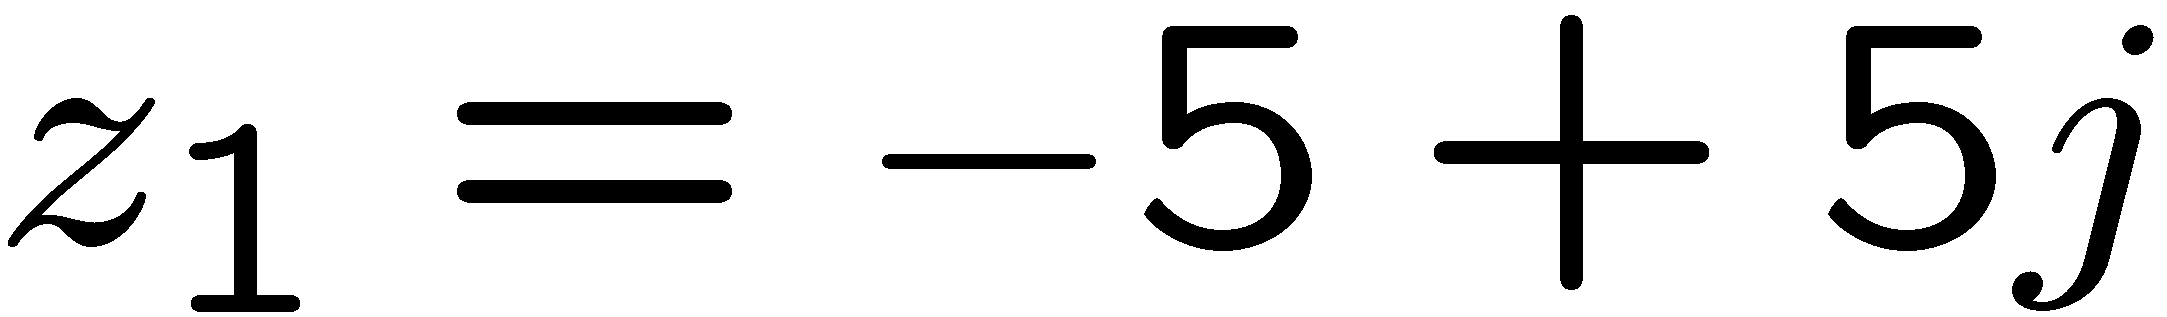 z₁ = −5 + 5j